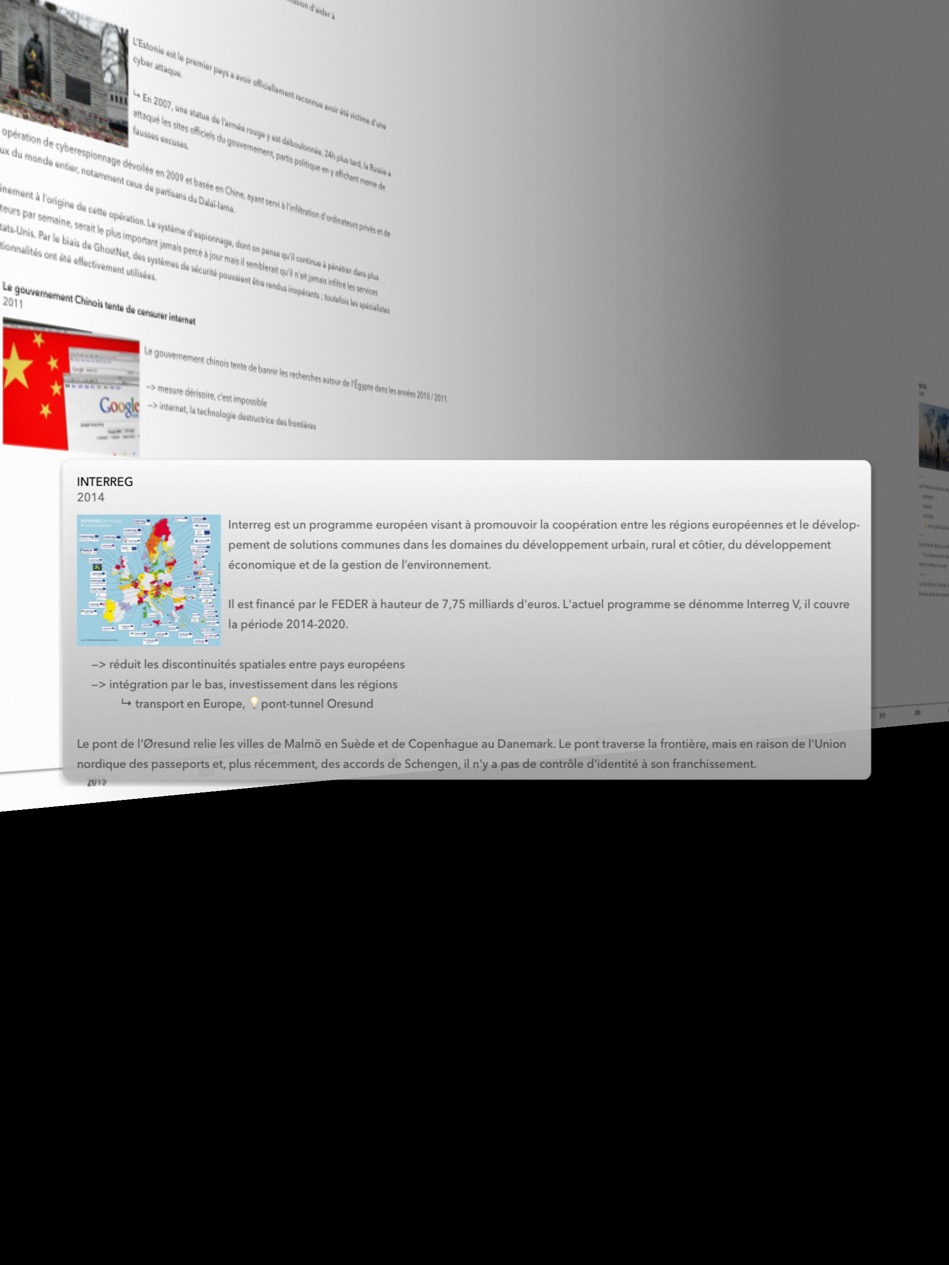 ssion d'aider à
L'Estonie est le premier pays a avoir officiellement reconnue avoir été victime d'une
cyber attaque.
↳ En 2007, une statue de l'armée rouge y est déboulonnée, 24h plus tard, la Russie a
attaqué les sites officiels du gouvernement, partis politique en y affichant meme de
fausses excuses.
opération de cyberespionnage dévoilée en 2009 et basée en Chine, ayant servi à l'infiltration d'ordinateurs privés et de
ux du monde entier, notamment ceux de partisans du Dalaï-lama.
inement à l'origine de cette opération. Le système d'espionnage, dont on pense qu'il continue à pénétrer dans plus
teurs par semaine, serait le plus important jamais percé à jour mais il semblerait qu'il n'ait jamais infiltré les services
tats-Unis. Par le biais de GhostNet, des systèmes de sécurité pouvaient être rendus inopérants ; toutefois les spécialistes
tionnalités ont été effectivement utilisées.
Le gouvernement Chinois tente de censurer internet
2011
Google
Le gouvernement chinois tente de bannir les recherches autour de l'Égypte dans les années 2010 / 2011.
—> mesure dérisoire, c'est impossible
—> internet, la technologie destructrice des frontières
INTERREG
2014
Interreg est un programme européen visant à promouvoir la coopération entre les régions européennes et le dévelop-
pement de solutions communes dans les domaines du développement urbain, rural et côtier, du développement
économique et de la gestion de l'environnement.
Il est financé par le FEDER à hauteur de 7,75 milliards d'euros. L'actuel programme se dénomme Interreg V, il couvre
la période 2014-2020.
—> réduit les discontinuités spatiales entre pays européens
—> intégration par le bas, investissement dans les régions
↳ transport en Europe, 💡pont-tunnel Oresund
Le pont de l'Øresund relie les villes de Malmö en Suède et de Copenhague au Danemark. Le pont traverse la frontière, mais en raison de l'Union
nordique des passeports et, plus récemment, des accords de Schengen, il n'y a pas de contrôle d'identité à son franchissement.
2015